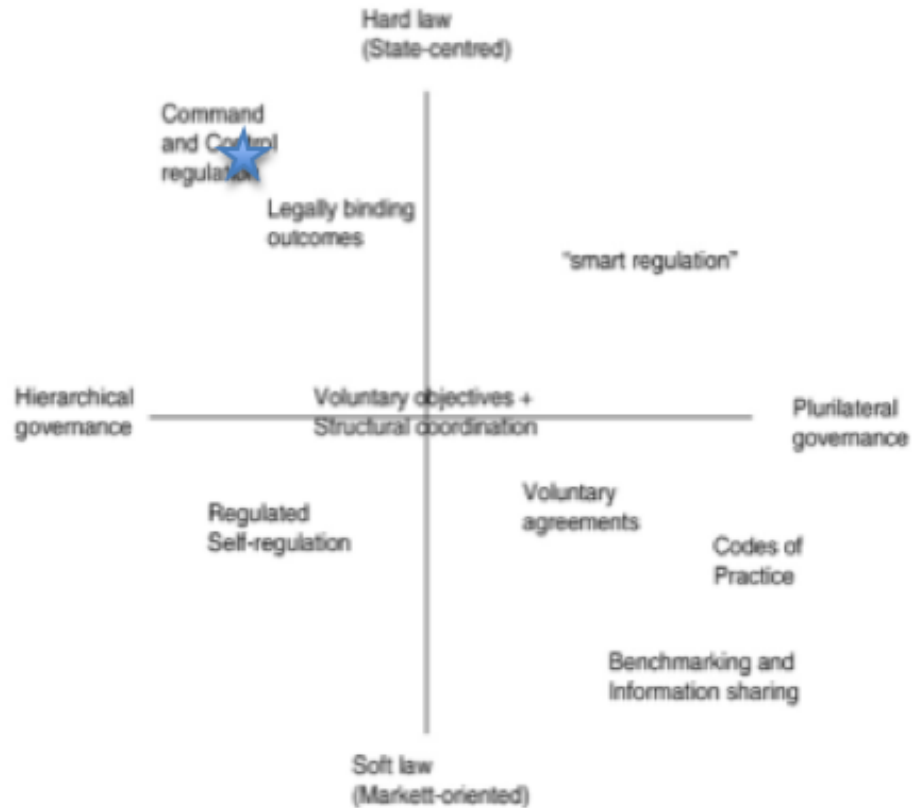 Hard law
(State-centred)
Command
and Control
regulation
Legally binding
outcomes
"smart regulation"
Hierarchical
governance
Voluntary objectives +
Structural coordination
Plurilateral
governance
Regulated
Self-regulation
Voluntary
agreements
Codes of
Practice
Benchmarking and
Information sharing
Soft law
(Markett-oriented)